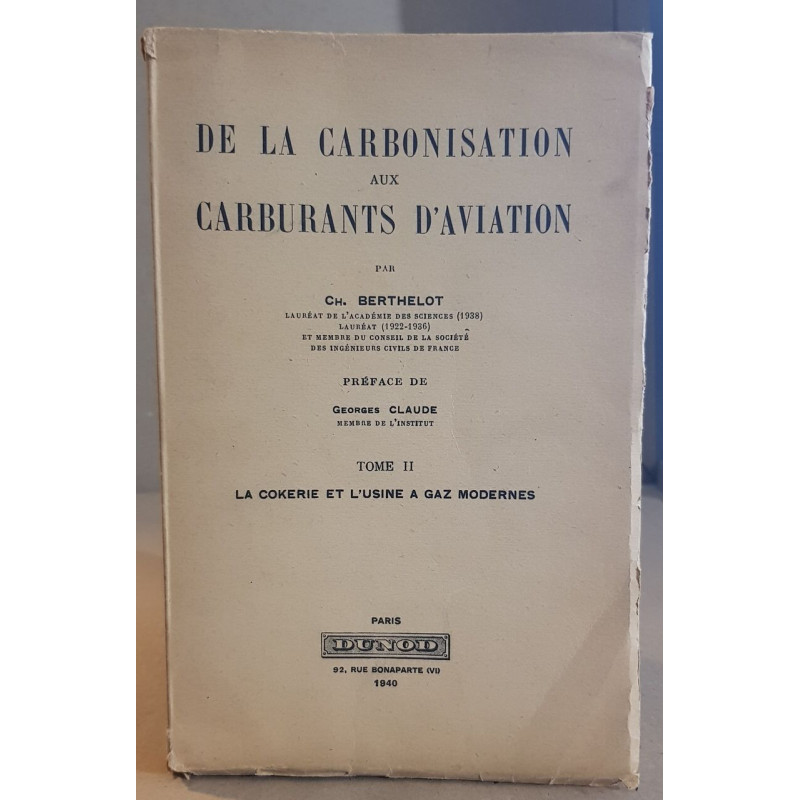 DE LA CARBONISATION
AUX
CARBURANTS D'AVIATION
PAR
CH. BERTHELOT
LAURÉAT DE L'ACADÉMIE DES SCIENCES (1938)
LAURÉAT (1922-1936)
ET MEMBRE DU CONSEIL DE LA SOCIÉTÉ
DES INGÉNIEURS CIVILS DE FRANCE
PRÉFACE DE
GEORGES CLAUDE
MEMBRE DE L'INSTITUT
TOME II
LA COKERIE ET L'USINE A GAZ MODERNES
PARIS
DUNOD
92, RUE BONAPARTE (VI)
1940